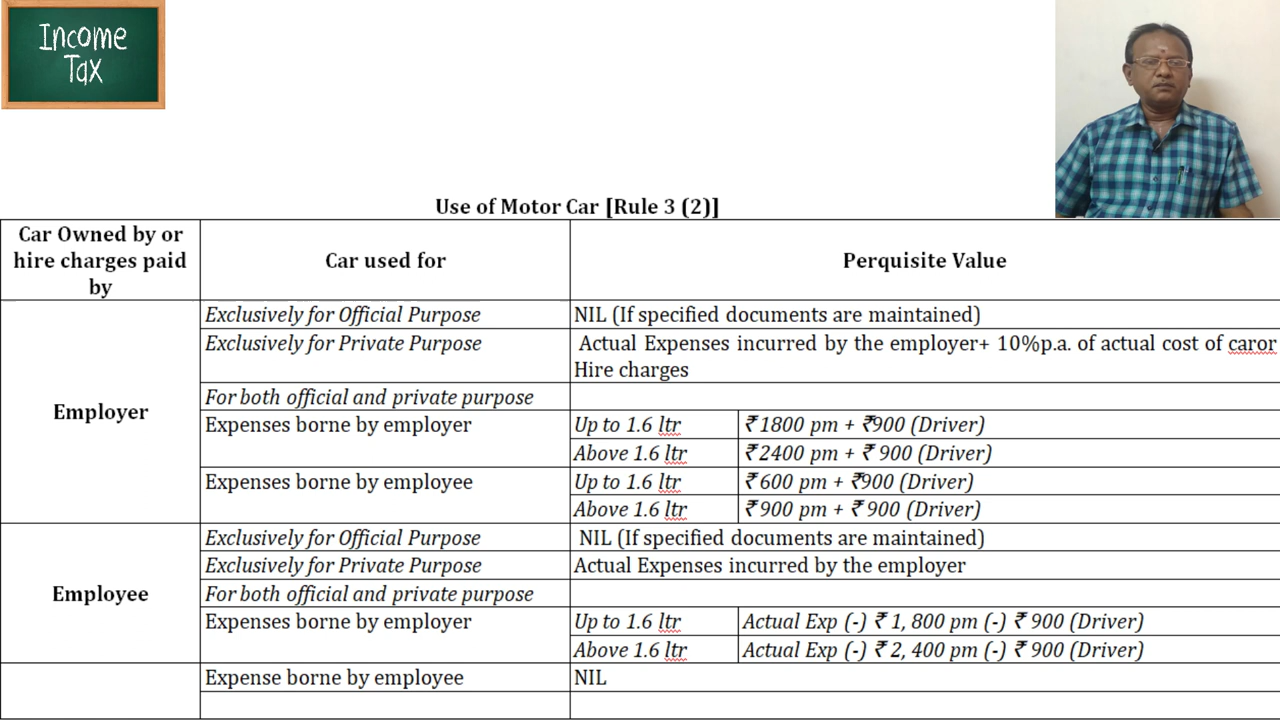 Income
Tax
Use of Motor Car [Rule 3 (2)]
Car Owned by or
hire charges paid
by
Car used for
Perquisite Value
Employer
Exclusively for Official Purpose
NIL (If specified documents are maintained)
Exclusively for Private Purpose
Actual Expenses incurred by the employer+ 10%p.a. of actual cost of caror
Hire charges
For both official and private purpose
Expenses borne by employer
Up to 1.6 ltr
₹ 1800 pm + ₹900 (Driver)
Above 1.6 ltr
₹ 2400 pm + ₹ 900 (Driver)
Expenses borne by employee
Up to 1.6 ltr
₹ 600 pm + ₹900 (Driver)
Above 1.6 ltr
₹ 900 pm + ₹ 900 (Driver)
Employee
Exclusively for Official Purpose
NIL (If specified documents are maintained)
Exclusively for Private Purpose
Actual Expenses incurred by the employer
For both official and private purpose
Expenses borne by employer
Up to 1.6 ltr
Actual Exp (-) ₹ 1, 800 pm (-) ₹ 900 (Driver)
Above 1.6 ltr
Actual Exp (-) ₹ 2, 400 pm (-) ₹ 900 (Driver)
Expense borne by employee
NIL